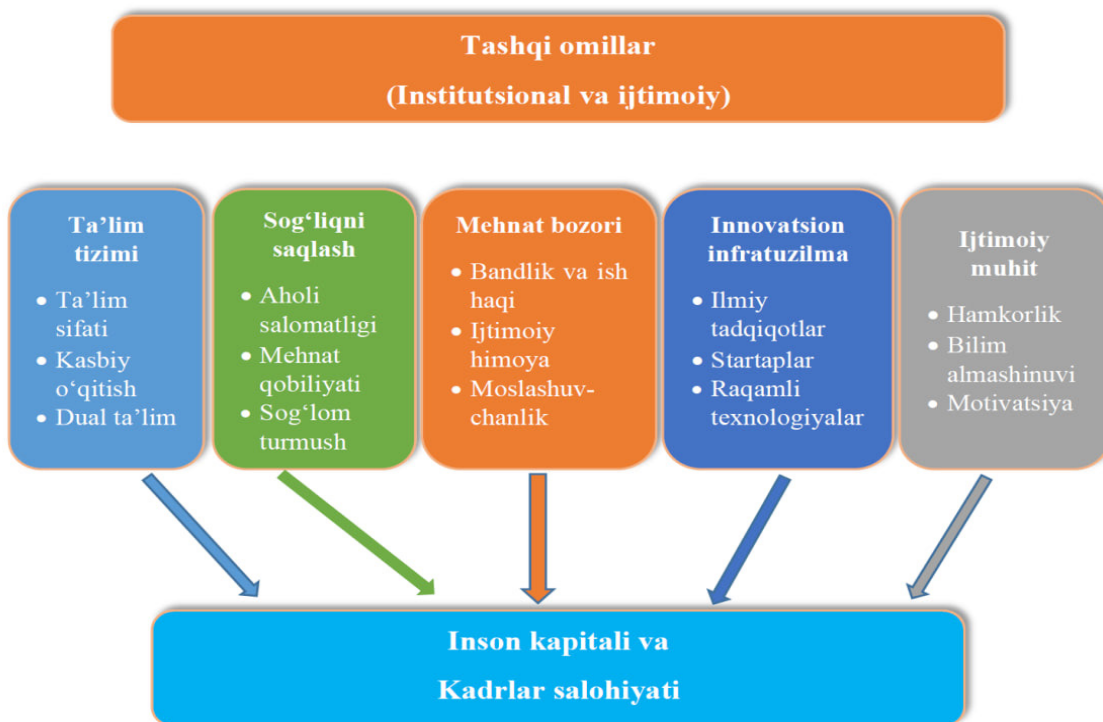 Tashqi omillar
(Institutsional va ijtimoiy)
Ta’lim
tizimi
• Ta’lim
sifati
• Kasbiy
o‘qitish
• Dual ta’lim
Sog‘liqni
saqlash
• Aholi
salomatligi
• Mehnat
qobiliyati
• Sog‘lom
turmush
Mehnat bozori
• Bandlik va ish
haqi
• Ijtimoiy
himoya
• Moslashuv-
chanlik
Innovatsion
infratuzilma
• Ilmiy
tadqiqotlar
• Startaplar
• Raqamli
texnologiyalar
Ijtimoiy
muhit
• Hamkorlik
• Bilim
almashinuvi
• Motivatsiya
Inson kapitali va
Kadrlar salohiyati